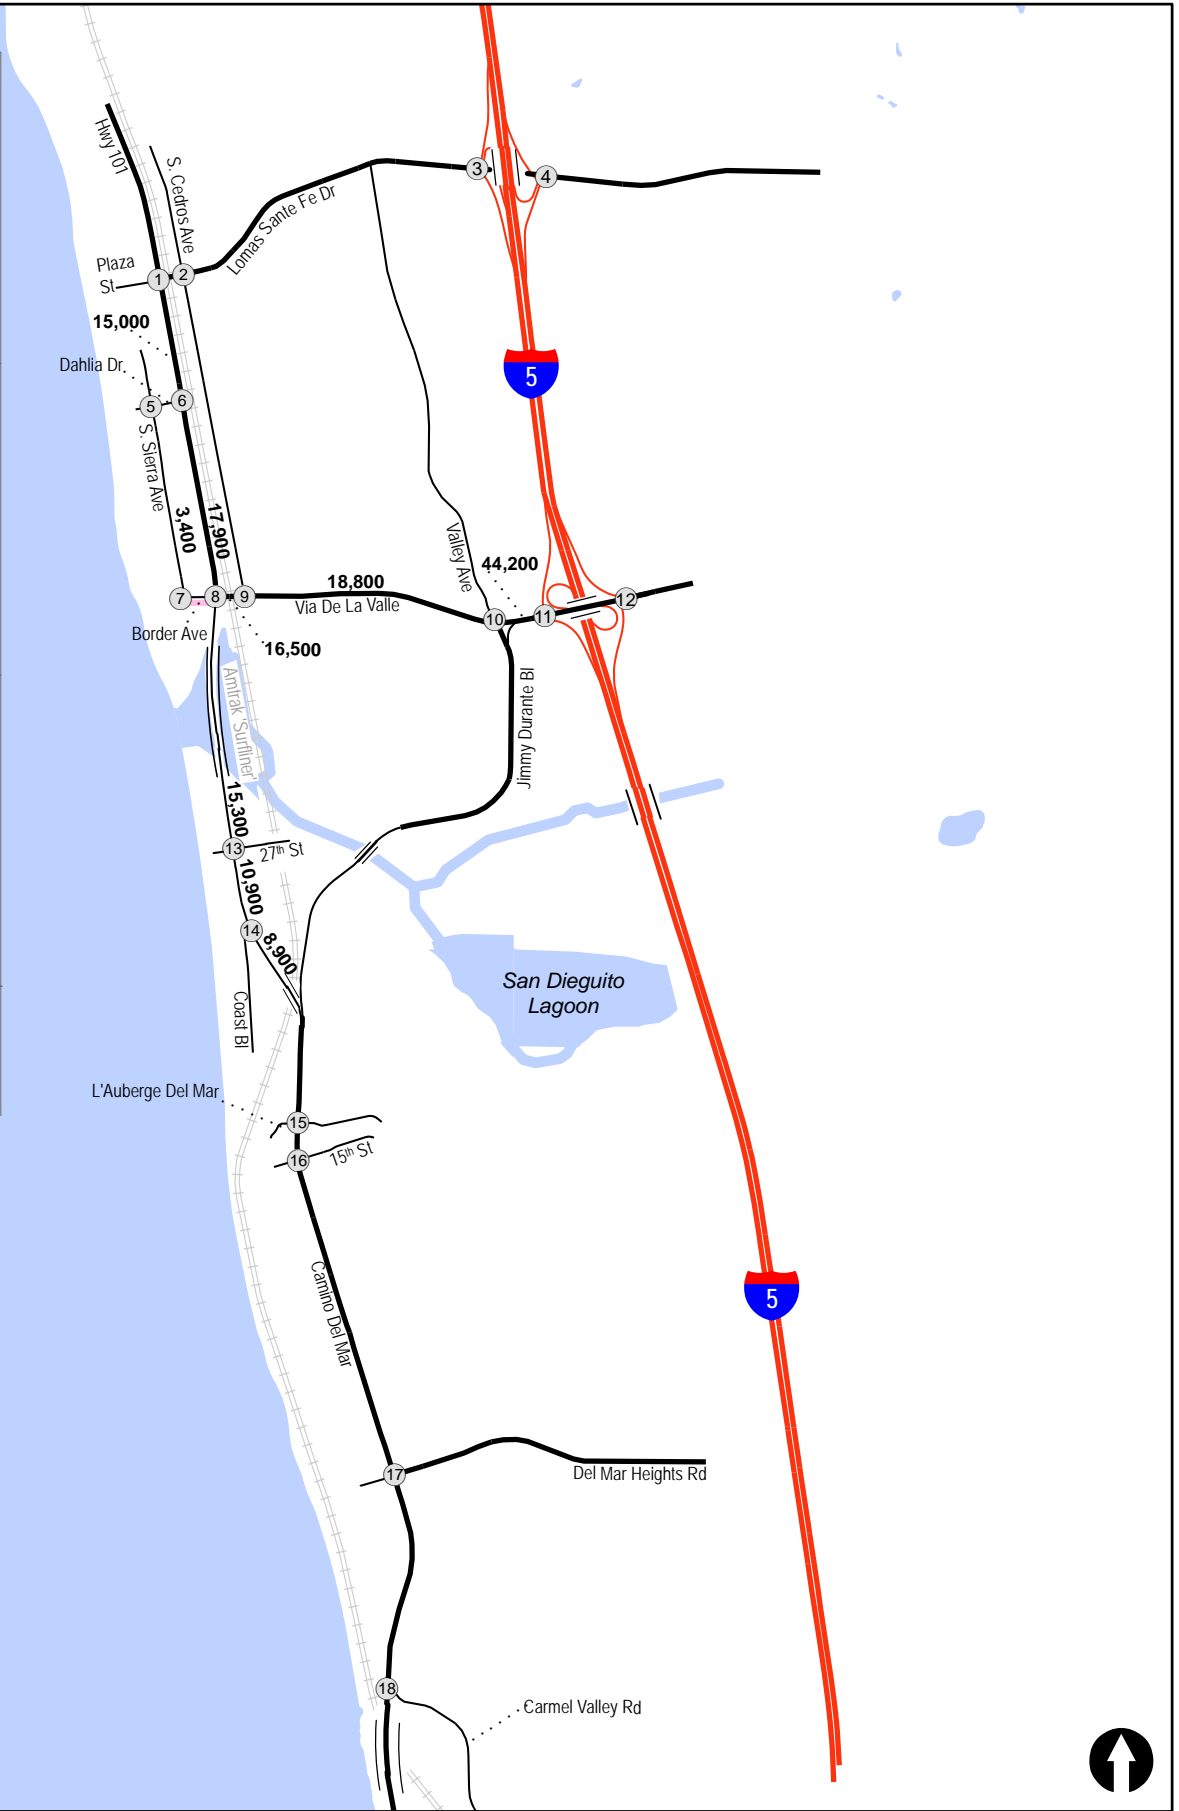 Hwy 101
S. Cedros Ave
3
4
Lomas Sante Fe Dr
Plaza
St
1
2
15,000
Dahlia Dr
5
6
5
S. Sierra Ave
3,400
17,900
Valley Ave
44,200
18,800
Via De La Valle
7
8
9
10
11
12
Border Ave
16,500
Amtrak 'Surfliner'
Jimmy Durante Bl
15,300
13
27th St
10,900
14
8,900
San Dieguito
Lagoon
Coast Bl
L'Auberge Del Mar
15
16
15th St
Camino Del Mar
5
17
Del Mar Heights Rd
18
Carmel Valley Rd